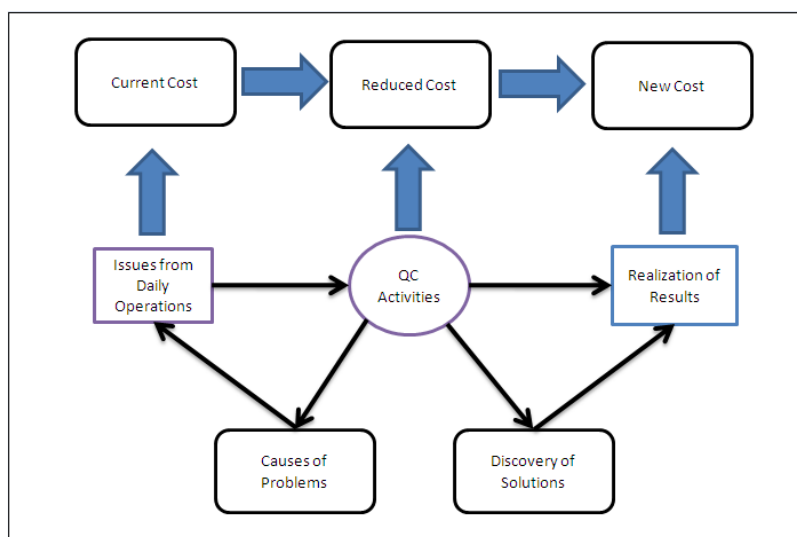 Current Cost
Reduced Cost
New Cost
Issues from
Daily
Operations
QC
Activities
Realization of
Results
Causes of
Problems
Discovery of
Solutions